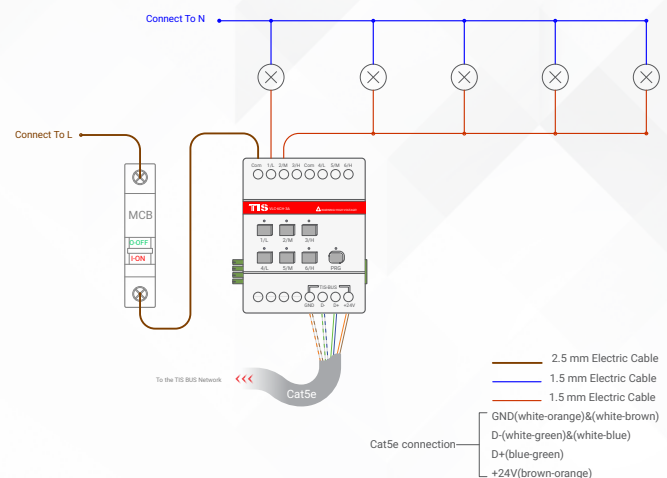 Connect To N
Connect To L
Com 1/L 2/M 3/H Com 4/L 5/M 6/H
MCB
0-OFF
I-ON
TIS
1/L 2/M 3/H
4/L 5/M 6/H PRG
TIS-BUS
GND D- D+ +24V
To the TIS BUS Network
Cat5e
2.5 mm Electric Cable
1.5 mm Electric Cable
1.5 mm Electric Cable
Cat5e connection
GND(white-orange)&(white-brown)
D-(white-green)&(white-blue)
D+(blue-green)
+24V(brown-orange)